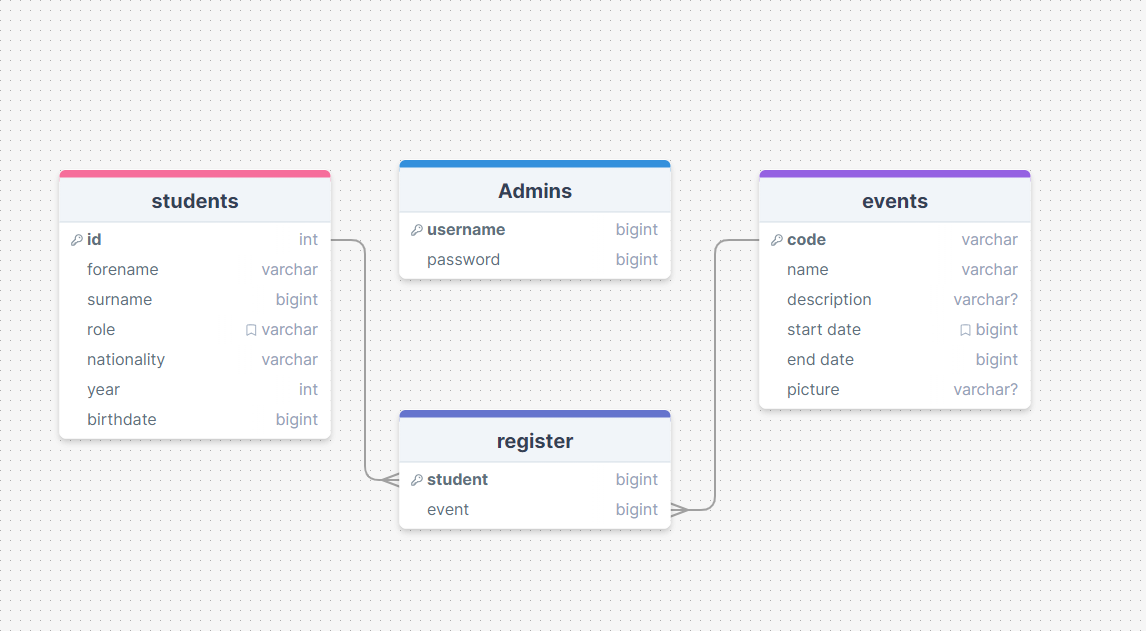 students
id int
forename varchar
surname bigint
role varchar
nationality varchar
year int
birthdate bigint
Admins
username bigint
password bigint
register
student bigint
event bigint
events
code varchar
name varchar
description varchar?
start date bigint
end date bigint
picture varchar?